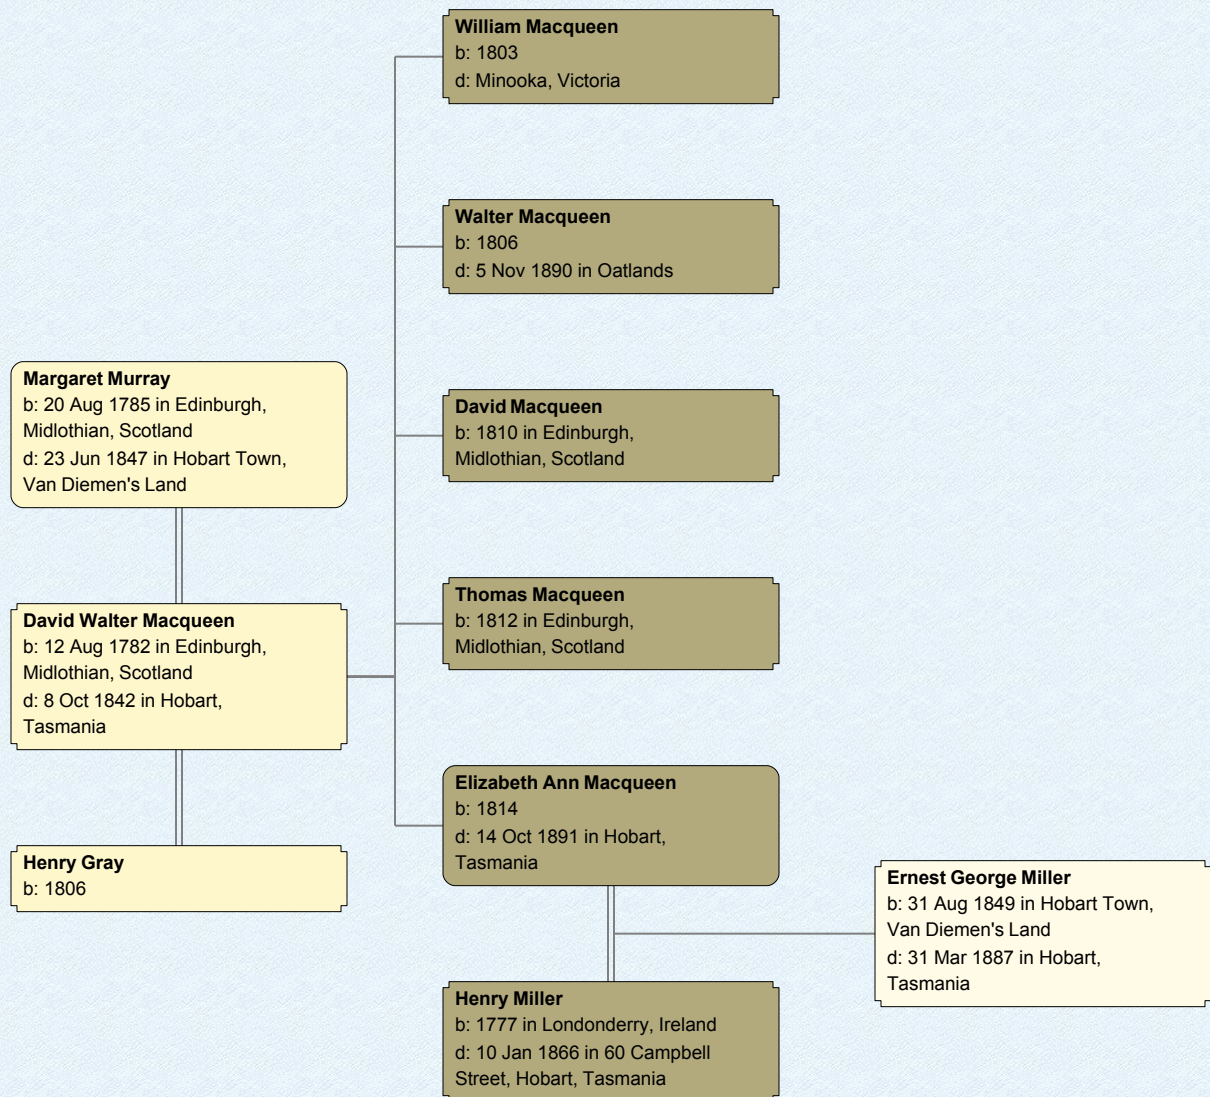 William Macqueen
b: 1803
d: Minooka, Victoria
Walter Macqueen
b: 1806
d: 5 Nov 1890 in Oatlands
Margaret Murray
b: 20 Aug 1785 in Edinburgh,
Midlothian, Scotland
d: 23 Jun 1847 in Hobart Town,
Van Diemen's Land
David Macqueen
b: 1810 in Edinburgh,
Midlothian, Scotland
Thomas Macqueen
b: 1812 in Edinburgh,
Midlothian, Scotland
David Walter Macqueen
b: 12 Aug 1782 in Edinburgh,
Midlothian, Scotland
d: 8 Oct 1842 in Hobart,
Tasmania
Elizabeth Ann Macqueen
b: 1814
d: 14 Oct 1891 in Hobart,
Tasmania
Henry Gray
b: 1806
Ernest George Miller
b: 31 Aug 1849 in Hobart Town,
Van Diemen's Land
d: 31 Mar 1887 in Hobart,
Tasmania
Henry Miller
b: 1777 in Londonderry, Ireland
d: 10 Jan 1866 in 60 Campbell
Street, Hobart, Tasmania